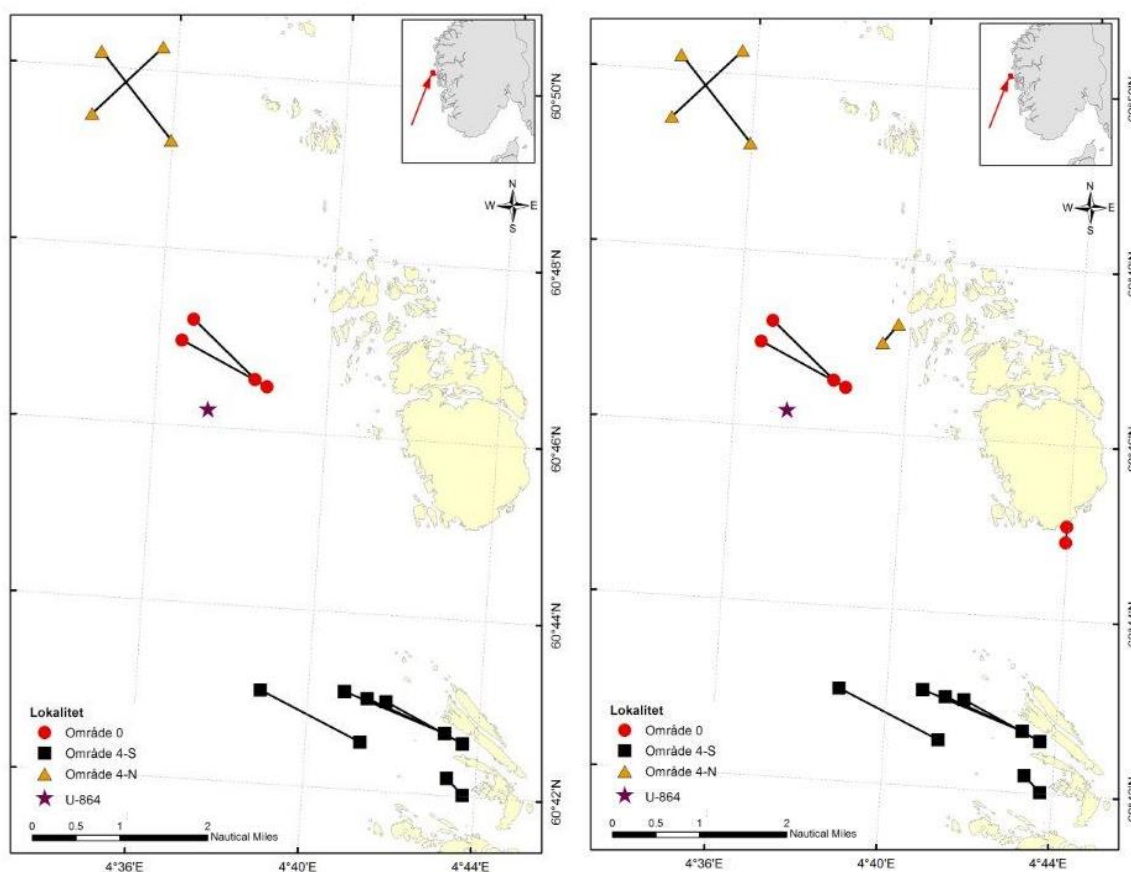 60°50'N
N
W E
S
60°48'N
60°46'N
60°44'N
60°42'N
Lokalitet
Område 0
Område 4-S
Område 4-N
U-864
0 0.5 1 2
Nautical Miles
4°36'E 4°40'E 4°44'E
N
W E
S
Lokalitet
Område 0
Område 4-S
Område 4-N
U-864
0 0.5 1 2
Nautical Miles
4°36'E 4°40'E 4°44'E